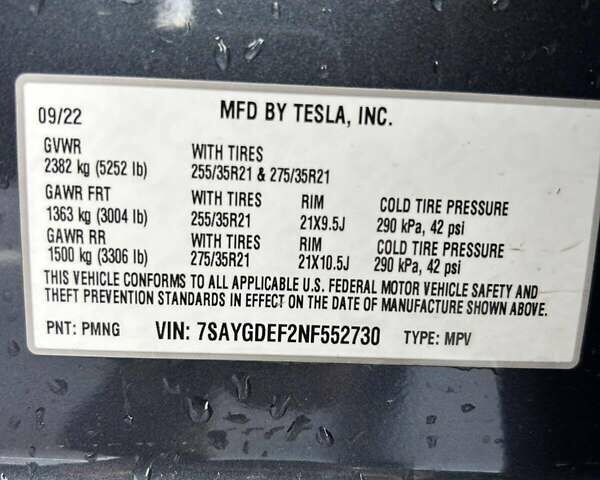 09/22 MFD BY TESLA, INC.
GVWR WITH TIRES
2382 kg (5252 lb) 255/35R21 & 275/35R21
GAWR FRT WITH TIRES RIM COLD TIRE PRESSURE
1363 kg (3004 lb) 255/35R21 21X9.5J 290 kPa, 42 psi
GAWR RR WITH TIRES RIM COLD TIRE PRESSURE
1500 kg (3306 lb) 275/35R21 21X10.5J 290 kPa, 42 psi
THIS VEHICLE CONFORMS TO ALL APPLICABLE U.S. FEDERAL MOTOR VEHICLE SAFETY AND
THEFT PREVENTION STANDARDS IN EFFECT ON THE DATE OF MANUFACTURE SHOWN ABOVE.
PNT: PMNG VIN: 7SAYGDEF2NF552730 TYPE: MPV